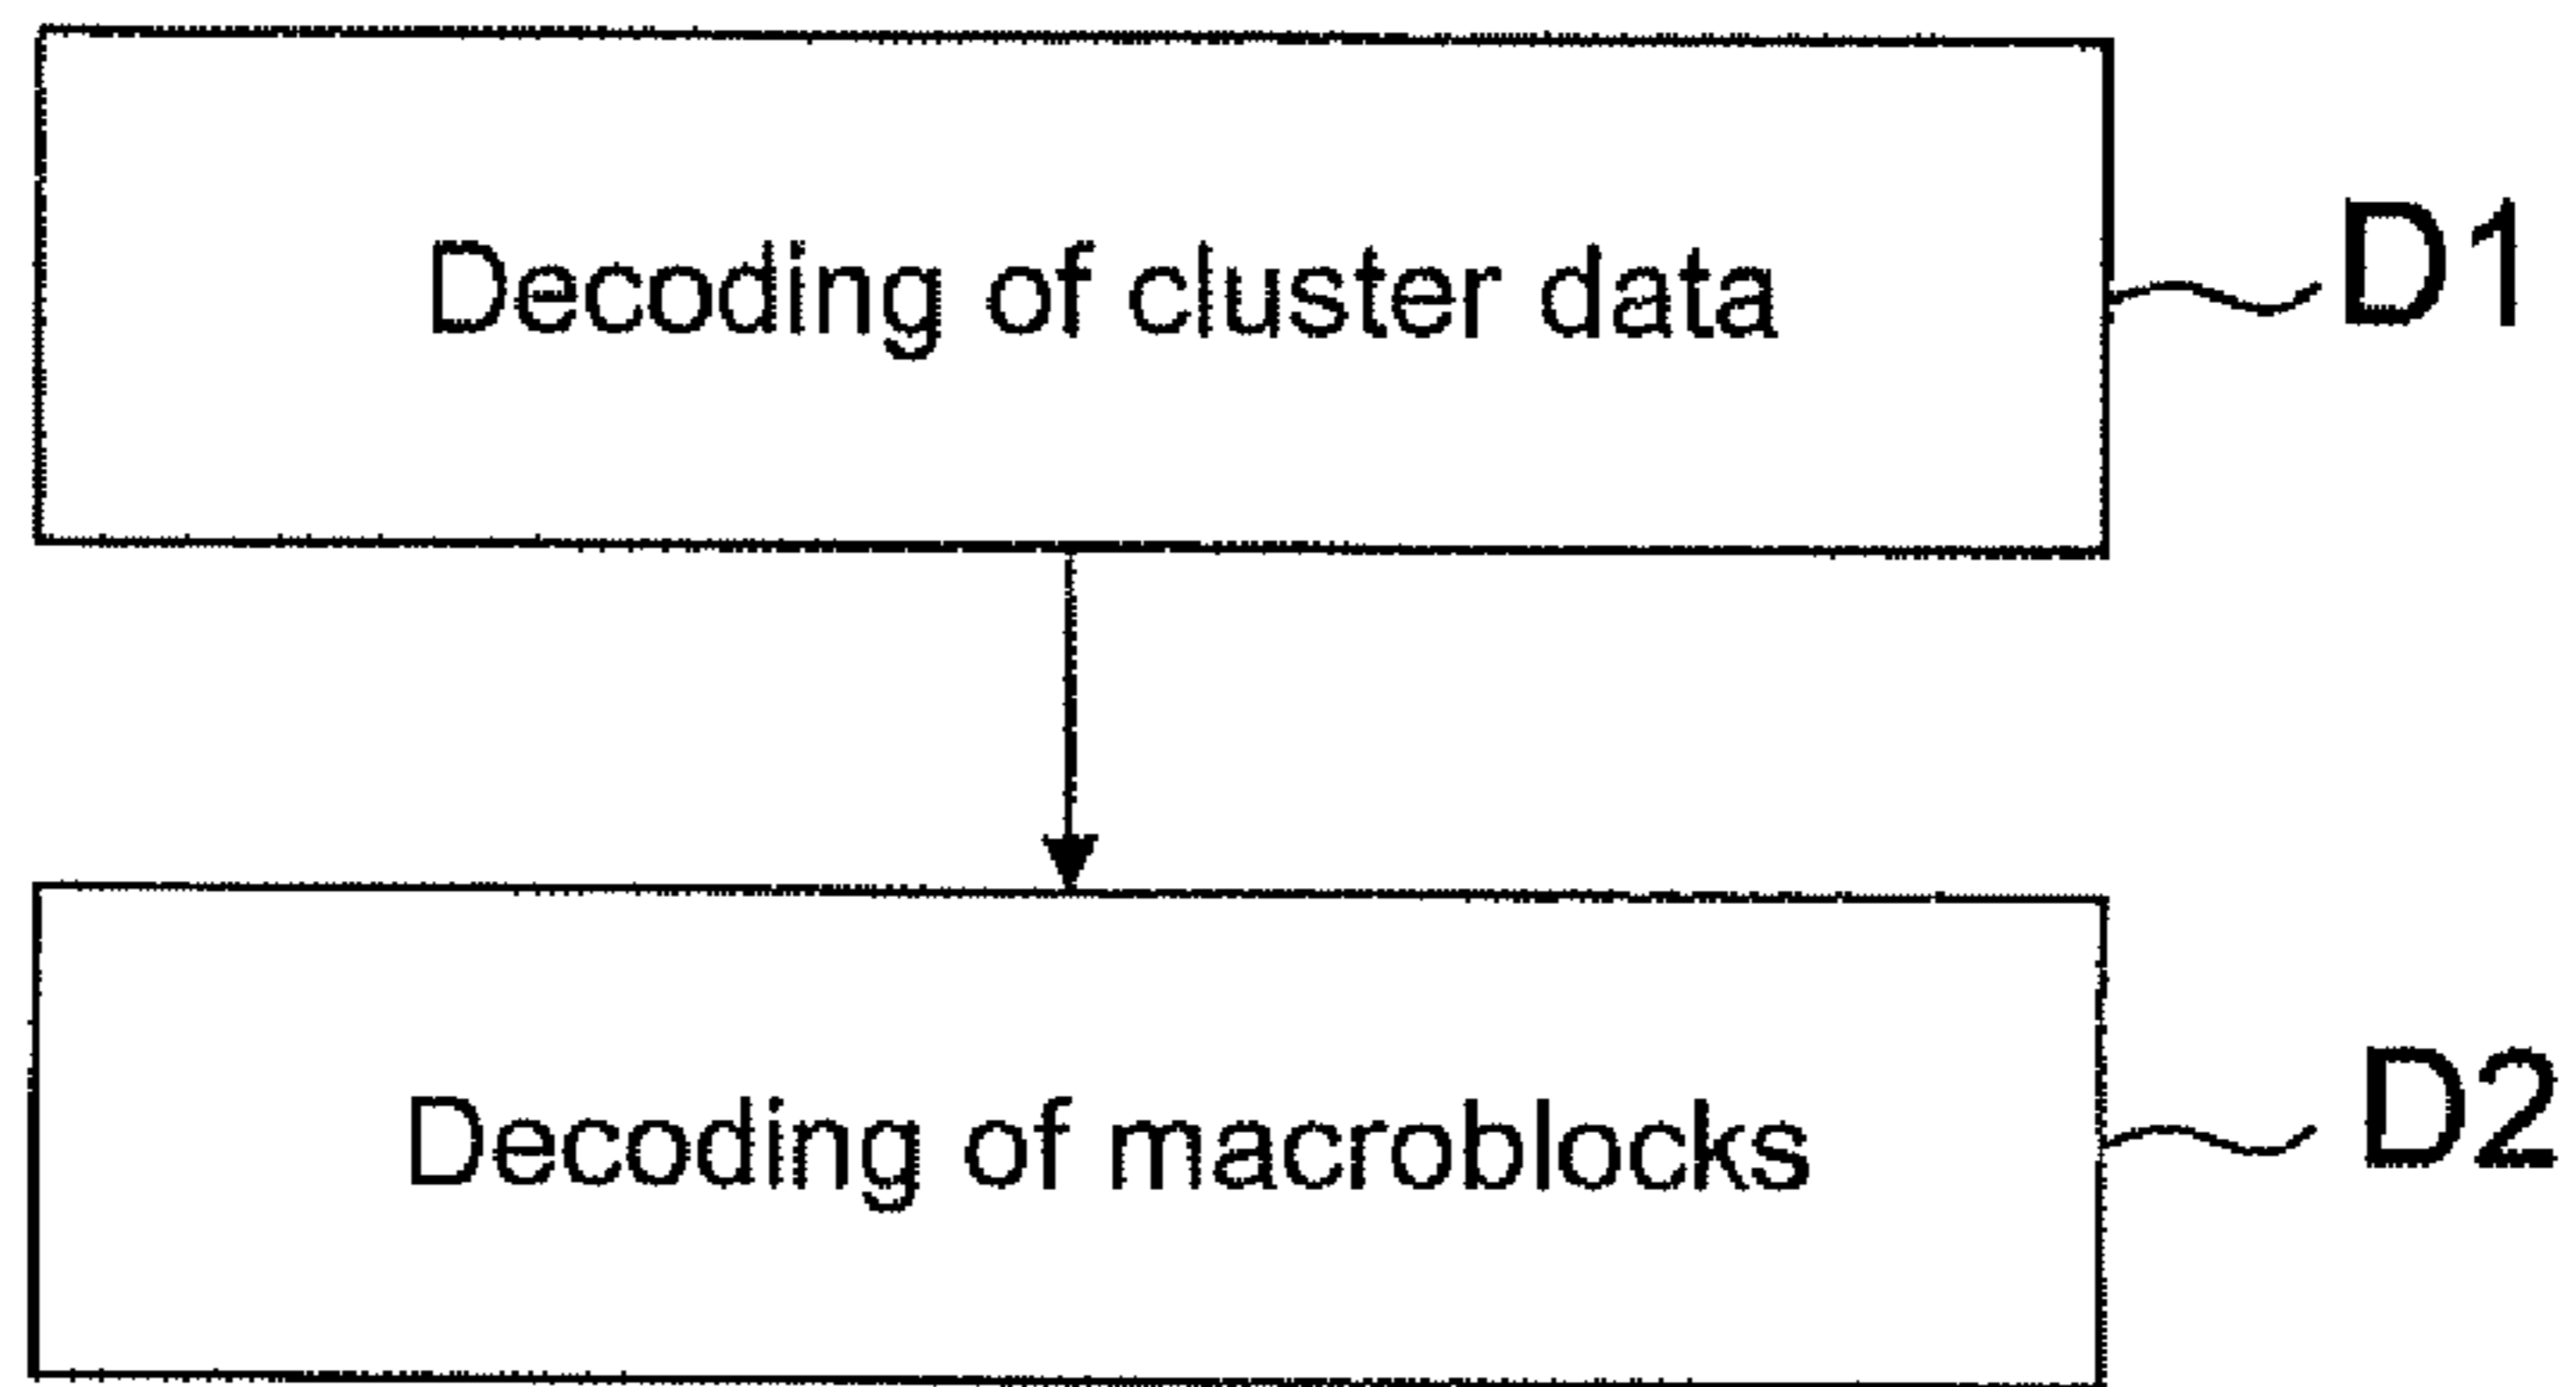 Decoding of cluster data
D1
Decoding of macroblocks
D2